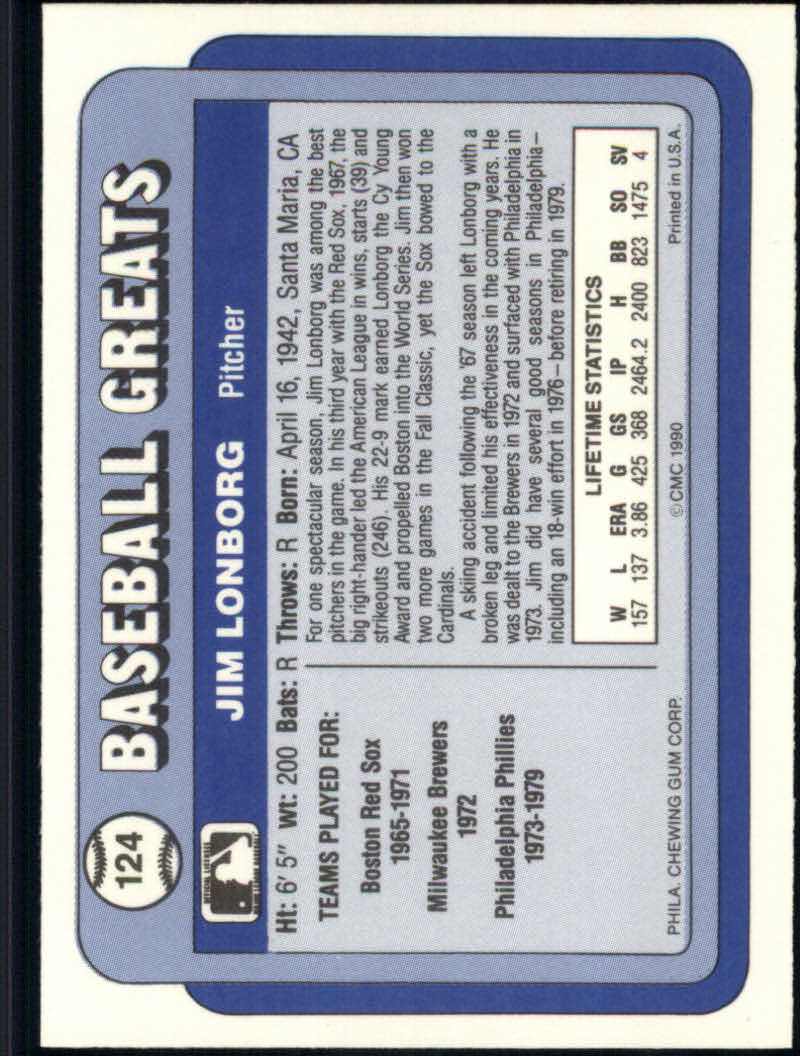 124
BASEBALL GREATS
JIM LONBORG Pitcher
Ht: 6' 5" Wt: 200 Bats: R Throws: R Born: April 16, 1942, Santa Maria, CA
TEAMS PLAYED FOR:
Boston Red Sox
1965-1971
Milwaukee Brewers
1972
Philadelphia Phillies
1973-1979
For one spectacular season, Jim Lonborg was among the best
pitchers in the game. In his third year with the Red Sox, 1967, the
big right-hander led the American League in wins, starts (39) and
strikeouts (246). His 22-9 mark earned Lonborg the Cy Young
Award and propelled Boston into the World Series. Jim then won
two more games in the Fall Classic, yet the Sox bowed to the
Cardinals.
A skiing accident following the '67 season left Lonborg with a
broken leg and limited his effectiveness in the coming years. He
was dealt to the Brewers in 1972 and surfaced with Philadelphia in
1973. Jim did have several good seasons in Philadelphia—
including an 18-win effort in 1976—before retiring in 1979.
LIFETIME STATISTICS
W L ERA G GS IP H BB SO SV
157 137 3.86 425 368 2464.2 2400 823 1475 4
PHILA. CHEWING GUM CORP. ©CMC 1990 Printed in U.S.A.